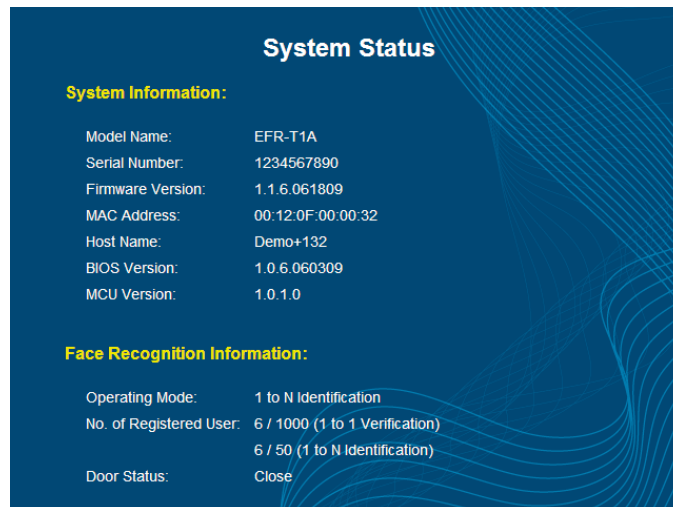 System Status
System Information:
Model Name: EFR-T1A
Serial Number: 1234567890
Firmware Version: 1.1.6.061809
MAC Address: 00:12:0F:00:00:32
Host Name: Demo+132
BIOS Version: 1.0.6.060309
MCU Version: 1.0.1.0
Face Recognition Information:
Operating Mode: 1 to N Identification
No. of Registered User: 6 / 1000 (1 to 1 Verification)
6 / 50 (1 to N Identification)
Door Status: Close